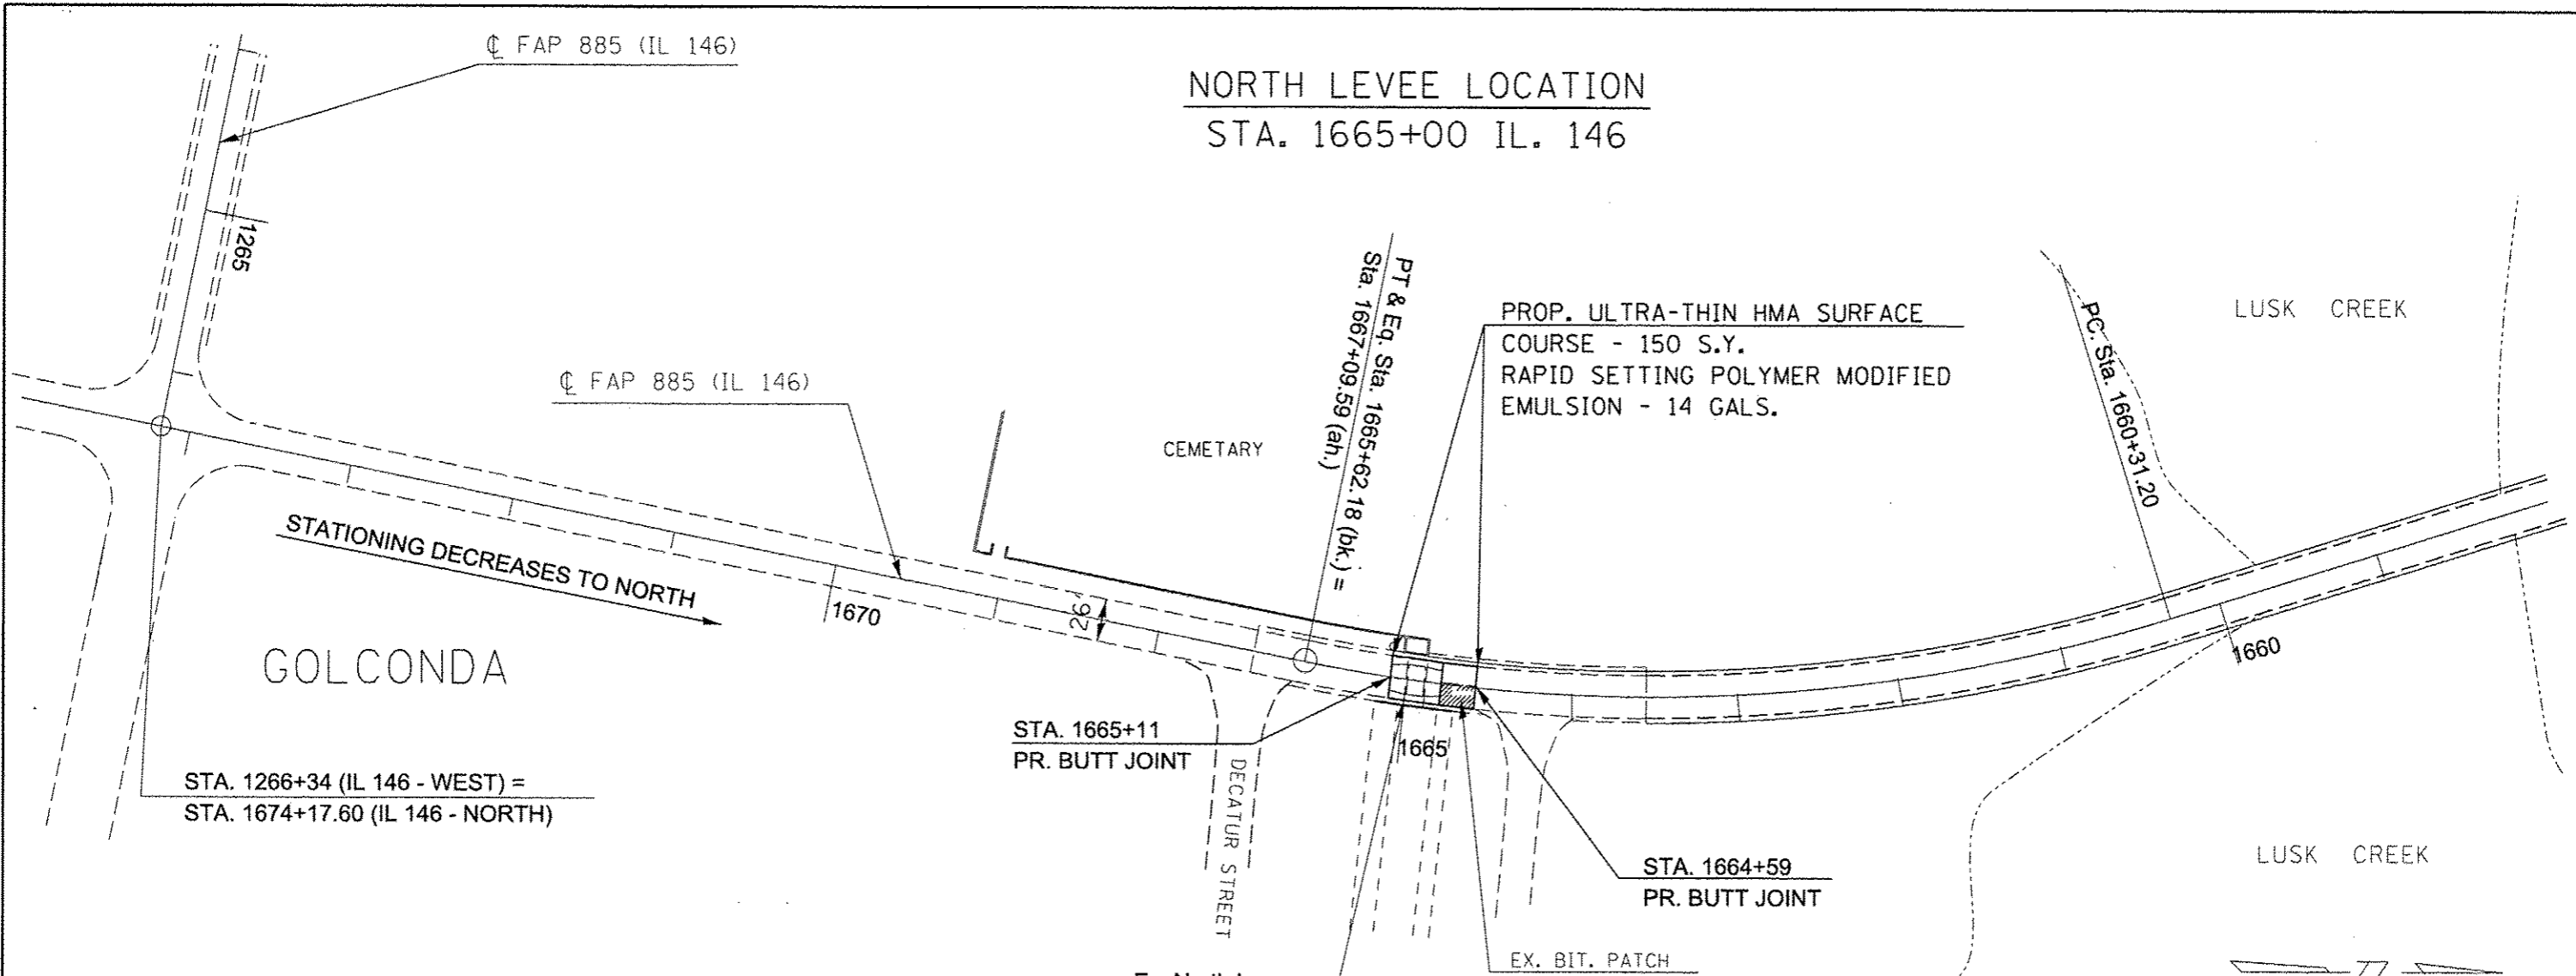 ℄ FAP 885 (IL 146)
NORTH LEVEE LOCATION
STA. 1665+00 IL. 146
1265
PT & Eq. Sta. 1665+62.18 (bk.) =
Sta. 1667+09.59 (ah.)
PROP. ULTRA-THIN HMA SURFACE
COURSE - 150 S.Y.
RAPID SETTING POLYMER MODIFIED
EMULSION - 14 GALS.
PC. Sta. 1660+31.20
LUSK CREEK
℄ FAP 885 (IL 146)
CEMETARY
STATIONING DECREASES TO NORTH
1670
26'
GOLCONDA
1660
STA. 1665+11
PR. BUTT JOINT
1665
DECATUR STREET
STA. 1266+34 (IL 146 - WEST) =
STA. 1674+17.60 (IL 146 - NORTH)
STA. 1664+59
PR. BUTT JOINT
LUSK CREEK
EX. BIT. PATCH